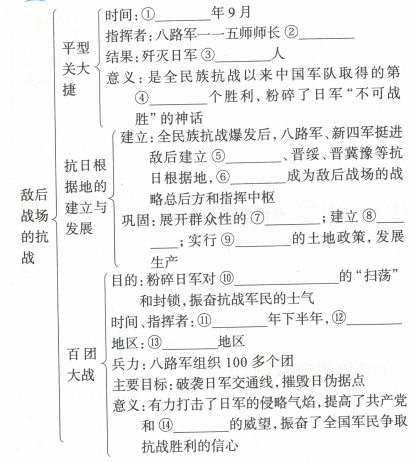 时间:①______年9月
指挥者:八路军一一五师师长②______
平型关大捷
结果:歼灭日军③______人
意义:是全民族抗战以来中国军队取得的第
④______个胜利,粉碎了日军“不可战
胜”的神话
建立:全民族抗战爆发后,八路军、新四军挺进
敌后建立⑤______、晋绥、晋冀豫等抗
日根据地,⑥______成为敌后战场的战
略总后方和指挥中枢
抗日根据地的建立与发展
敌后战场的抗战
巩固:展开群众性的⑦______;建立⑧__
___;实行⑨______的土地政策,发展
生产
目的:粉碎日军对⑩______的“扫荡”
和封锁,振奋抗战军民的士气
时间、指挥者:⑪______年下半年,⑫______
地区:⑬______地区
百团大战
兵力:八路军组织100多个团
主要目标:破袭日军交通线,摧毁日伪据点
意义:有力打击了日军的侵略气焰,提高了共产党
和⑭______的威望,振奋了全国军民争取
抗战胜利的信心